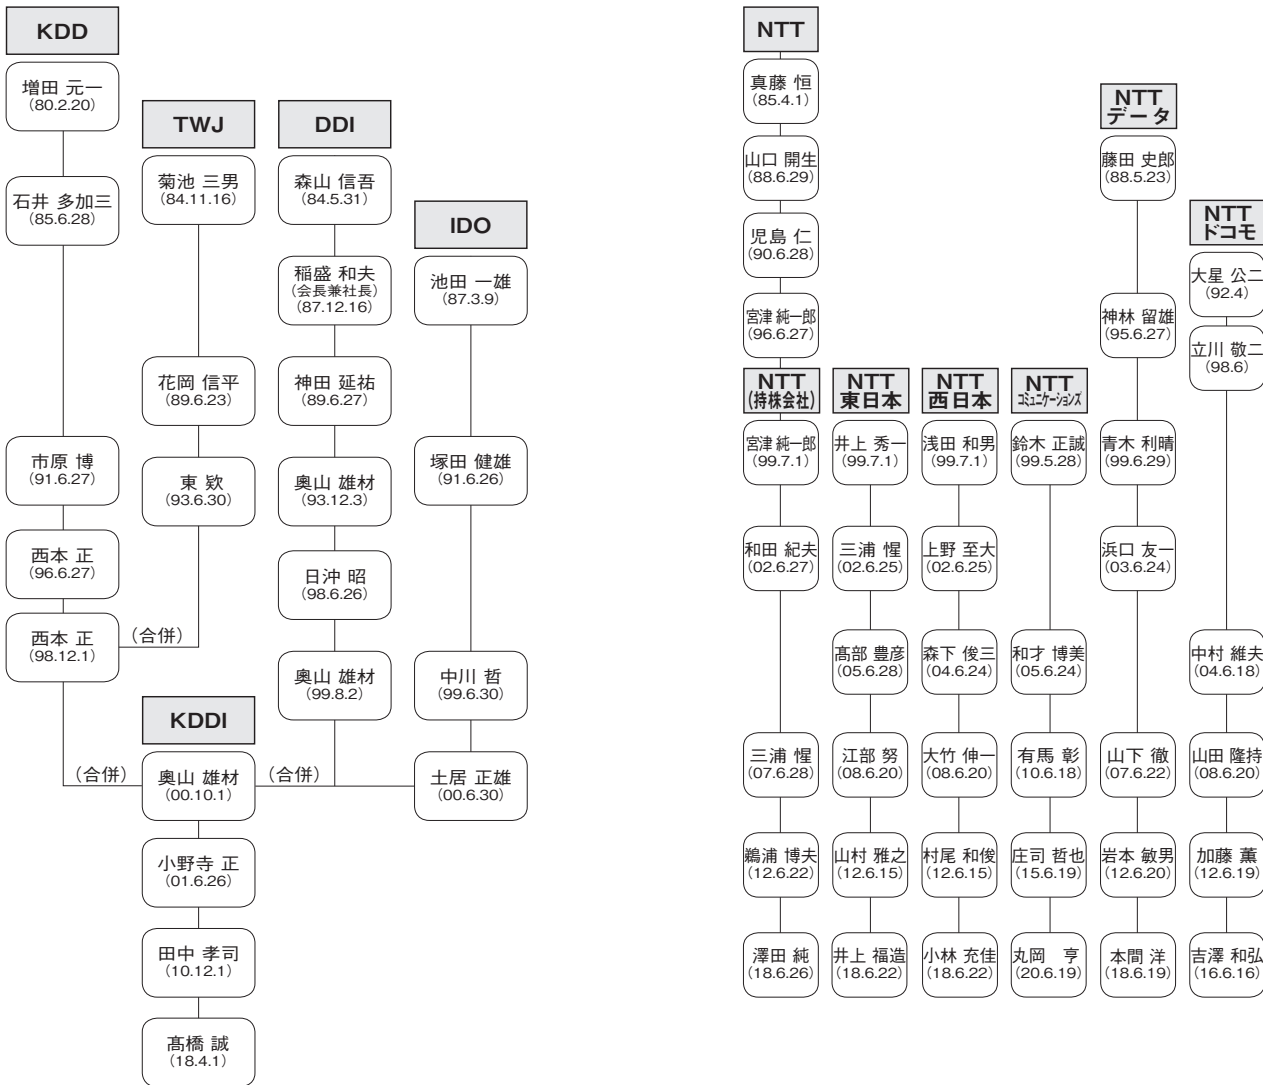 KDD
増田 元一
(80.2.20)
石井 多加三
(85.6.28)
市原 博
(91.6.27)
西本 正
(96.6.27)
西本 正
(98.12.1)
(合併)
TWJ
菊池 三男
(84.11.16)
花岡 信平
(89.6.23)
東 欵
(93.6.30)
DDI
森山 信吾
(84.5.31)
稲盛 和夫
(会長兼社長)
(87.12.16)
神田 延祐
(89.6.27)
奥山 雄材
(93.12.3)
日沖 昭
(98.6.26)
奥山 雄材
(99.8.2)
IDO
池田 一雄
(87.3.9)
塚田 健雄
(91.6.26)
中川 哲
(99.6.30)
土居 正雄
(00.6.30)
KDDI
(合併)
奥山 雄材
(00.10.1)
(合併)
小野寺 正
(01.6.26)
田中 孝司
(10.12.1)
髙橋 誠
(18.4.1)
NTT
真藤 恒
(85.4.1)
山口 開生
(88.6.29)
児島 仁
(90.6.28)
宮津 純一郎
(96.6.27)
NTT
(持株会社)
宮津 純一郎
(99.7.1)
和田 紀夫
(02.6.27)
三浦 惺
(07.6.28)
鵜浦 博夫
(12.6.22)
澤田 純
(18.6.26)
NTT
東日本
井上 秀一
(99.7.1)
三浦 惺
(02.6.25)
髙部 豊彦
(05.6.28)
江部 努
(08.6.20)
山村 雅之
(12.6.15)
井上 福造
(18.6.22)
NTT
西日本
浅田 和男
(99.7.1)
上野 至大
(02.6.25)
森下 俊三
(04.6.24)
大竹 伸一
(08.6.20)
村尾 和俊
(12.6.15)
小林 充佳
(18.6.22)
NTT
コミュニケーションズ
鈴木 正誠
(99.5.28)
和才 博美
(05.6.24)
有馬 彰
(10.6.18)
庄司 哲也
(15.6.19)
丸岡 亨
(20.6.19)
NTT
データ
藤田 史郎
(88.5.23)
神林 留雄
(95.6.27)
青木 利晴
(99.6.29)
浜口 友一
(03.6.24)
山下 徹
(07.6.22)
岩本 敏男
(12.6.20)
本間 洋
(18.6.19)
NTT
ドコモ
大星 公二
(92.4)
立川 敬二
(98.6)
中村 維夫
(04.6.18)
山田 隆持
(08.6.20)
加藤 薫
(12.6.19)
吉澤 和弘
(16.6.16)